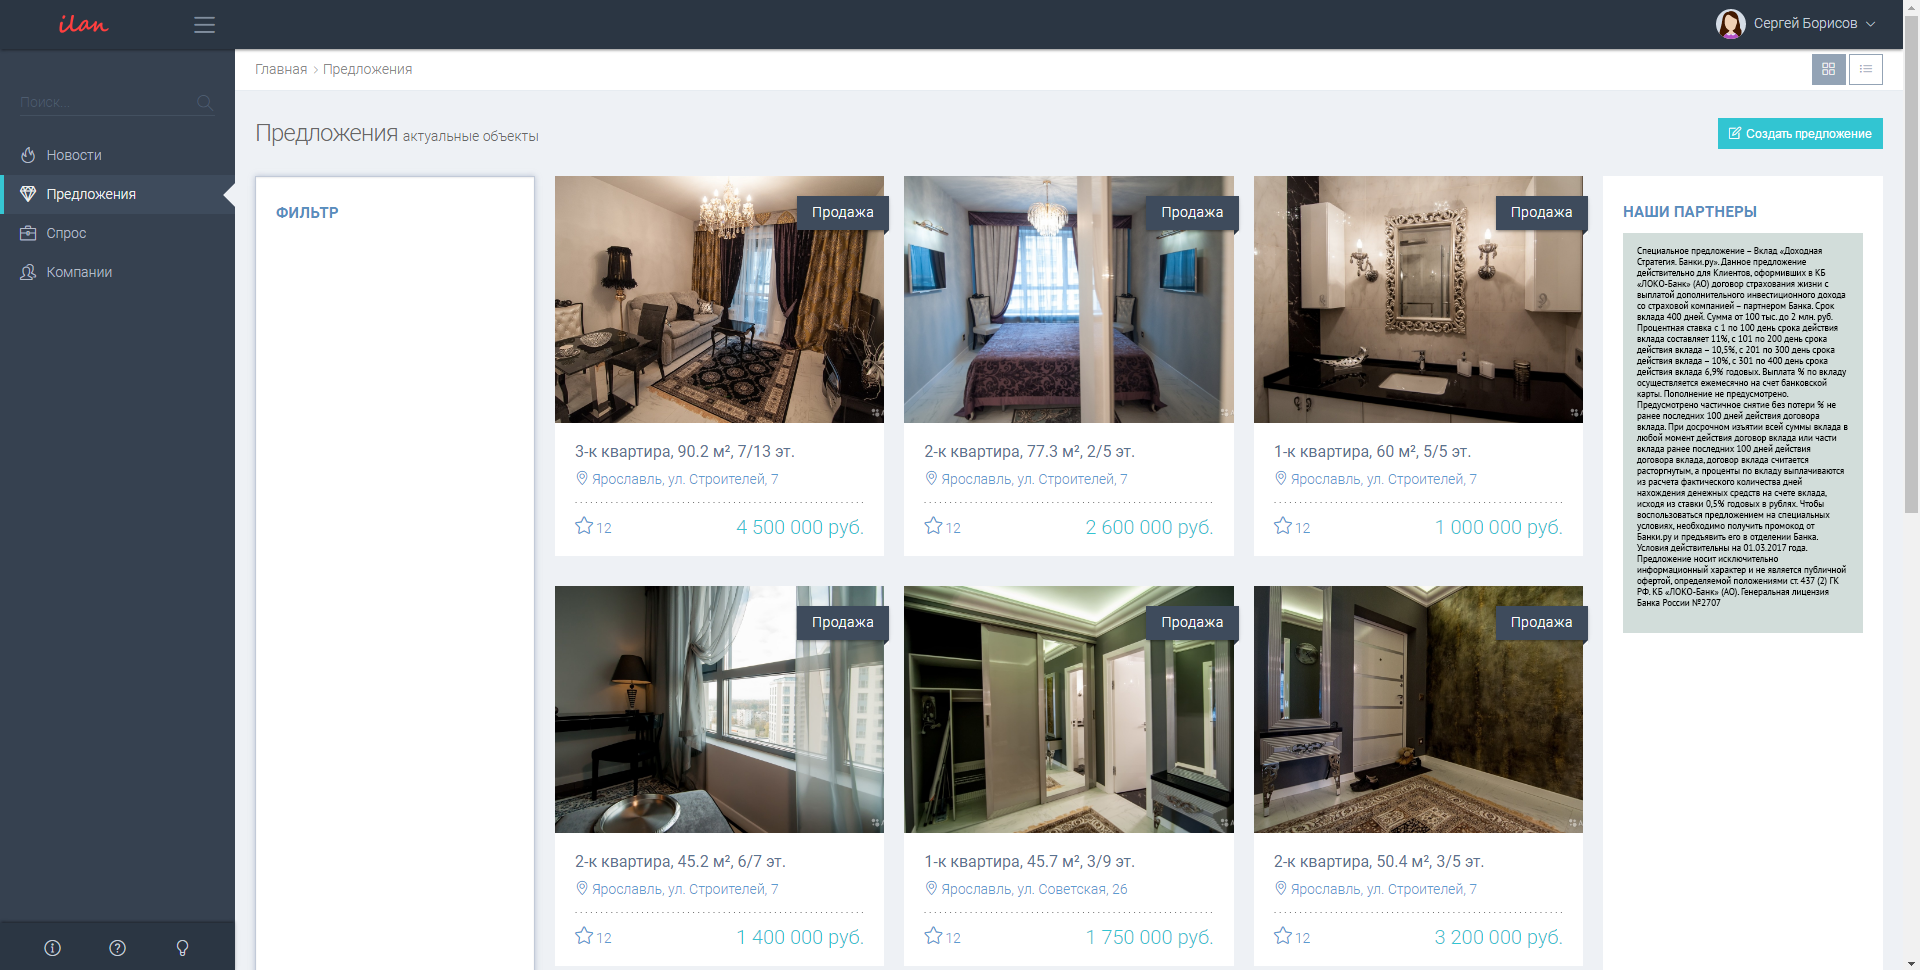 ilan
Сергей Борисов
Поиск...
Новости
Предложения
Спрос
Компании
Главная › Предложения
Предложения актуальные объекты
Создать предложение
ФИЛЬТР
Продажа
3-к квартира, 90.2 м², 7/13 эт.
Ярославль, ул. Строителей, 7
12
4 500 000 руб.
Продажа
2-к квартира, 77.3 м², 2/5 эт.
Ярославль, ул. Строителей, 7
12
2 600 000 руб.
Продажа
1-к квартира, 60 м², 5/5 эт.
Ярославль, ул. Строителей, 7
12
1 000 000 руб.
Продажа
2-к квартира, 45.2 м², 6/7 эт.
Ярославль, ул. Строителей, 7
12
1 400 000 руб.
Продажа
1-к квартира, 45.7 м², 3/9 эт.
Ярославль, ул. Советская, 26
12
1 750 000 руб.
Продажа
2-к квартира, 50.4 м², 3/5 эт.
Ярославль, ул. Строителей, 7
12
3 200 000 руб.
НАШИ ПАРТНЕРЫ
Специальное предложение – Вклад «Доходная
Стратегия. Банки.ру». Данное предложение
действительно для Клиентов, оформивших в КБ
«ЛОКО-Банк» (АО) договор страхования жизни с
выплатой дополнительного инвестиционного дохода
со страховой компанией – партнером Банка. Срок
вклада 400 дней. Сумма от 100 тыс. до 2 млн. руб.
Процентная ставка с 1 по 100 день срока действия
вклада составляет 11%, с 101 по 200 день срока
действия вклада – 10,5%, с 201 по 300 день срока
действия вклада – 10%, с 301 по 400 день срока
действия вклада 6,9% годовых. Выплата % по вкладу
осуществляется ежемесячно на счет банковской
карты. Пополнение не предусмотрено.
Предусмотрено частичное снятие без потери % не
ранее последних 100 дней действия договора
вклада. При досрочном изъятии всей суммы вклада в
любой момент действия договор вклада или части
вклада ранее последних 100 дней действия
договора вклада, договор вклада считается
расторгнутым, а проценты по вкладу выплачиваются
из расчета фактического количества дней
нахождения денежных средств на счете вклада,
исходя из ставки 0,5% годовых в рублях. Чтобы
воспользоваться предложением на специальных
условиях, необходимо получить промокод от
Банки.ру и предъявить его в отделении Банка.
Условия действительны на 01.03.2017 года.
Предложение носит исключительно
информационный характер и не является публичной
офертой, определяемой положениями ст. 437 (2) ГК
РФ. КБ «ЛОКО-Банк» (АО). Генеральная лицензия
Банка России №2707